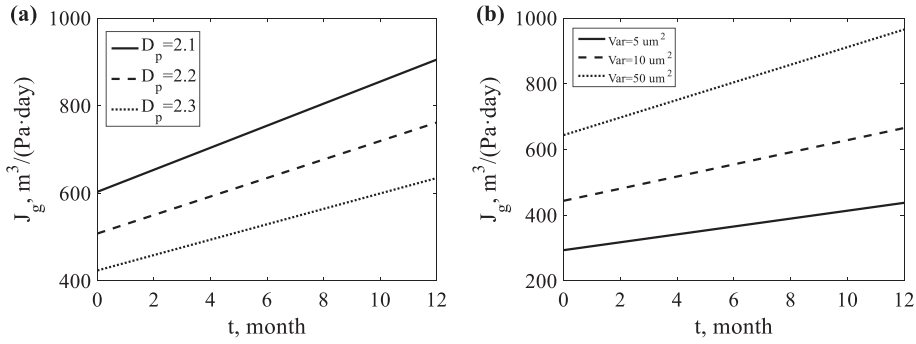 (a)
1000
800
600
400
J_g, m^3/(Pa·day)
D_p=2.1
D_p=2.2
D_p=2.3
0 2 4 6 8 10 12
t, month
(b)
1000
800
600
400
200
J_g, m^3/(Pa·day)
Var=5 um^2
Var=10 um^2
Var=50 um^2
0 2 4 6 8 10 12
t, month